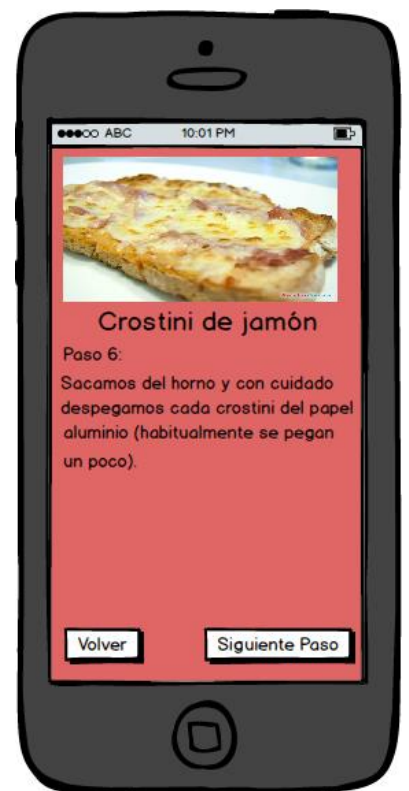 ABC 10:01 PM
Crostini de jamón
Paso 6:
Sacamos del horno y con cuidado
despegamos cada crostini del papel
aluminio (habitualmente se pegan
un poco).
Volver Siguiente Paso